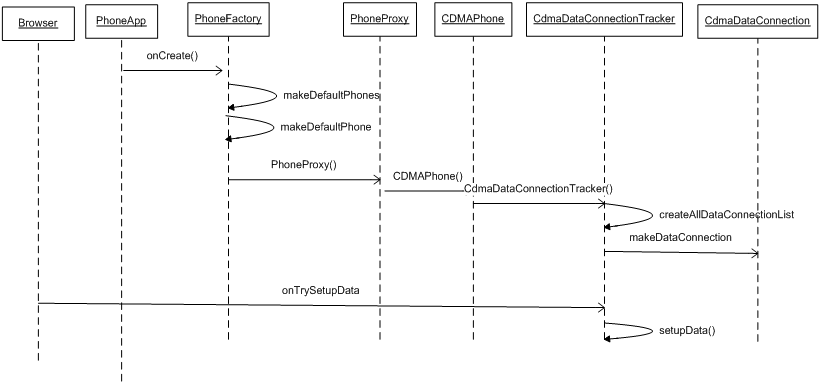 Browser
PhoneApp
PhoneFactory
PhoneProxy
CDMAPhone
CdmaDataConnectionTracker
CdmaDataConnection
onCreate()
makeDefaultPhones
makeDefaultPhone
PhoneProxy()
CDMAPhone()
CdmaDataConnectionTracker()
createAllDataConnectionList
makeDataConnection
onTrySetupData
setupData()